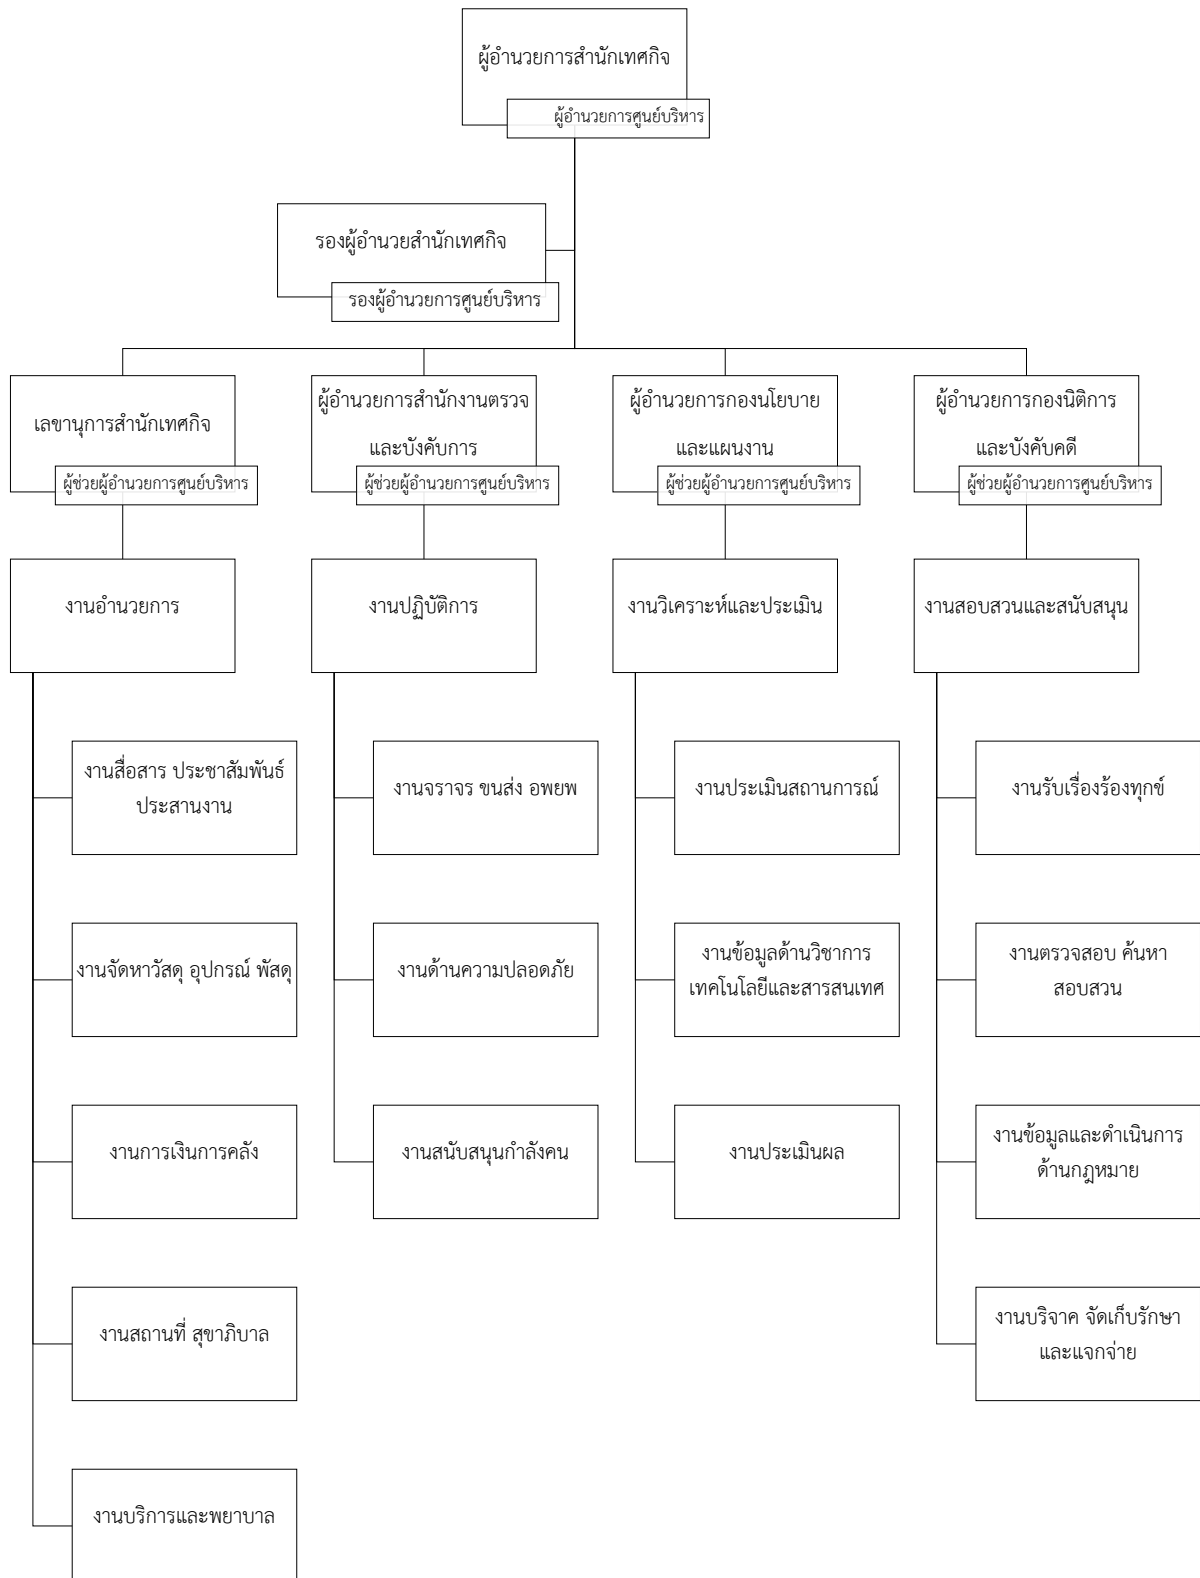 ผู้อำนวยการสำนักเทศกิจ
ผู้อำนวยการศูนย์บริหาร
รองผู้อำนวยสำนักเทศกิจ
รองผู้อำนวยการศูนย์บริหาร
เลขานุการสำนักเทศกิจ
ผู้ช่วยผู้อำนวยการศูนย์บริหาร
ผู้อำนวยการสำนักงานตรวจ
และบังคับการ
ผู้ช่วยผู้อำนวยการศูนย์บริหาร
ผู้อำนวยการกองนโยบาย
และแผนงาน
ผู้ช่วยผู้อำนวยการศูนย์บริหาร
ผู้อำนวยการกองนิติการ
และบังคับคดี
ผู้ช่วยผู้อำนวยการศูนย์บริหาร
งานอำนวยการ
งานปฏิบัติการ
งานวิเคราะห์และประเมิน
งานสอบสวนและสนับสนุน
งานสื่อสาร ประชาสัมพันธ์
ประสานงาน
งานจราจร ขนส่ง อพยพ
งานประเมินสถานการณ์
งานรับเรื่องร้องทุกข์
งานจัดหาวัสดุ อุปกรณ์ พัสดุ
งานด้านความปลอดภัย
งานข้อมูลด้านวิชาการ
เทคโนโลยีและสารสนเทศ
งานตรวจสอบ ค้นหา
สอบสวน
งานการเงินการคลัง
งานสนับสนุนกำลังคน
งานประเมินผล
งานข้อมูลและดำเนินการ
ด้านกฎหมาย
งานสถานที่ สุขาภิบาล
งานบริจาค จัดเก็บรักษา
และแจกจ่าย
งานบริการและพยาบาล